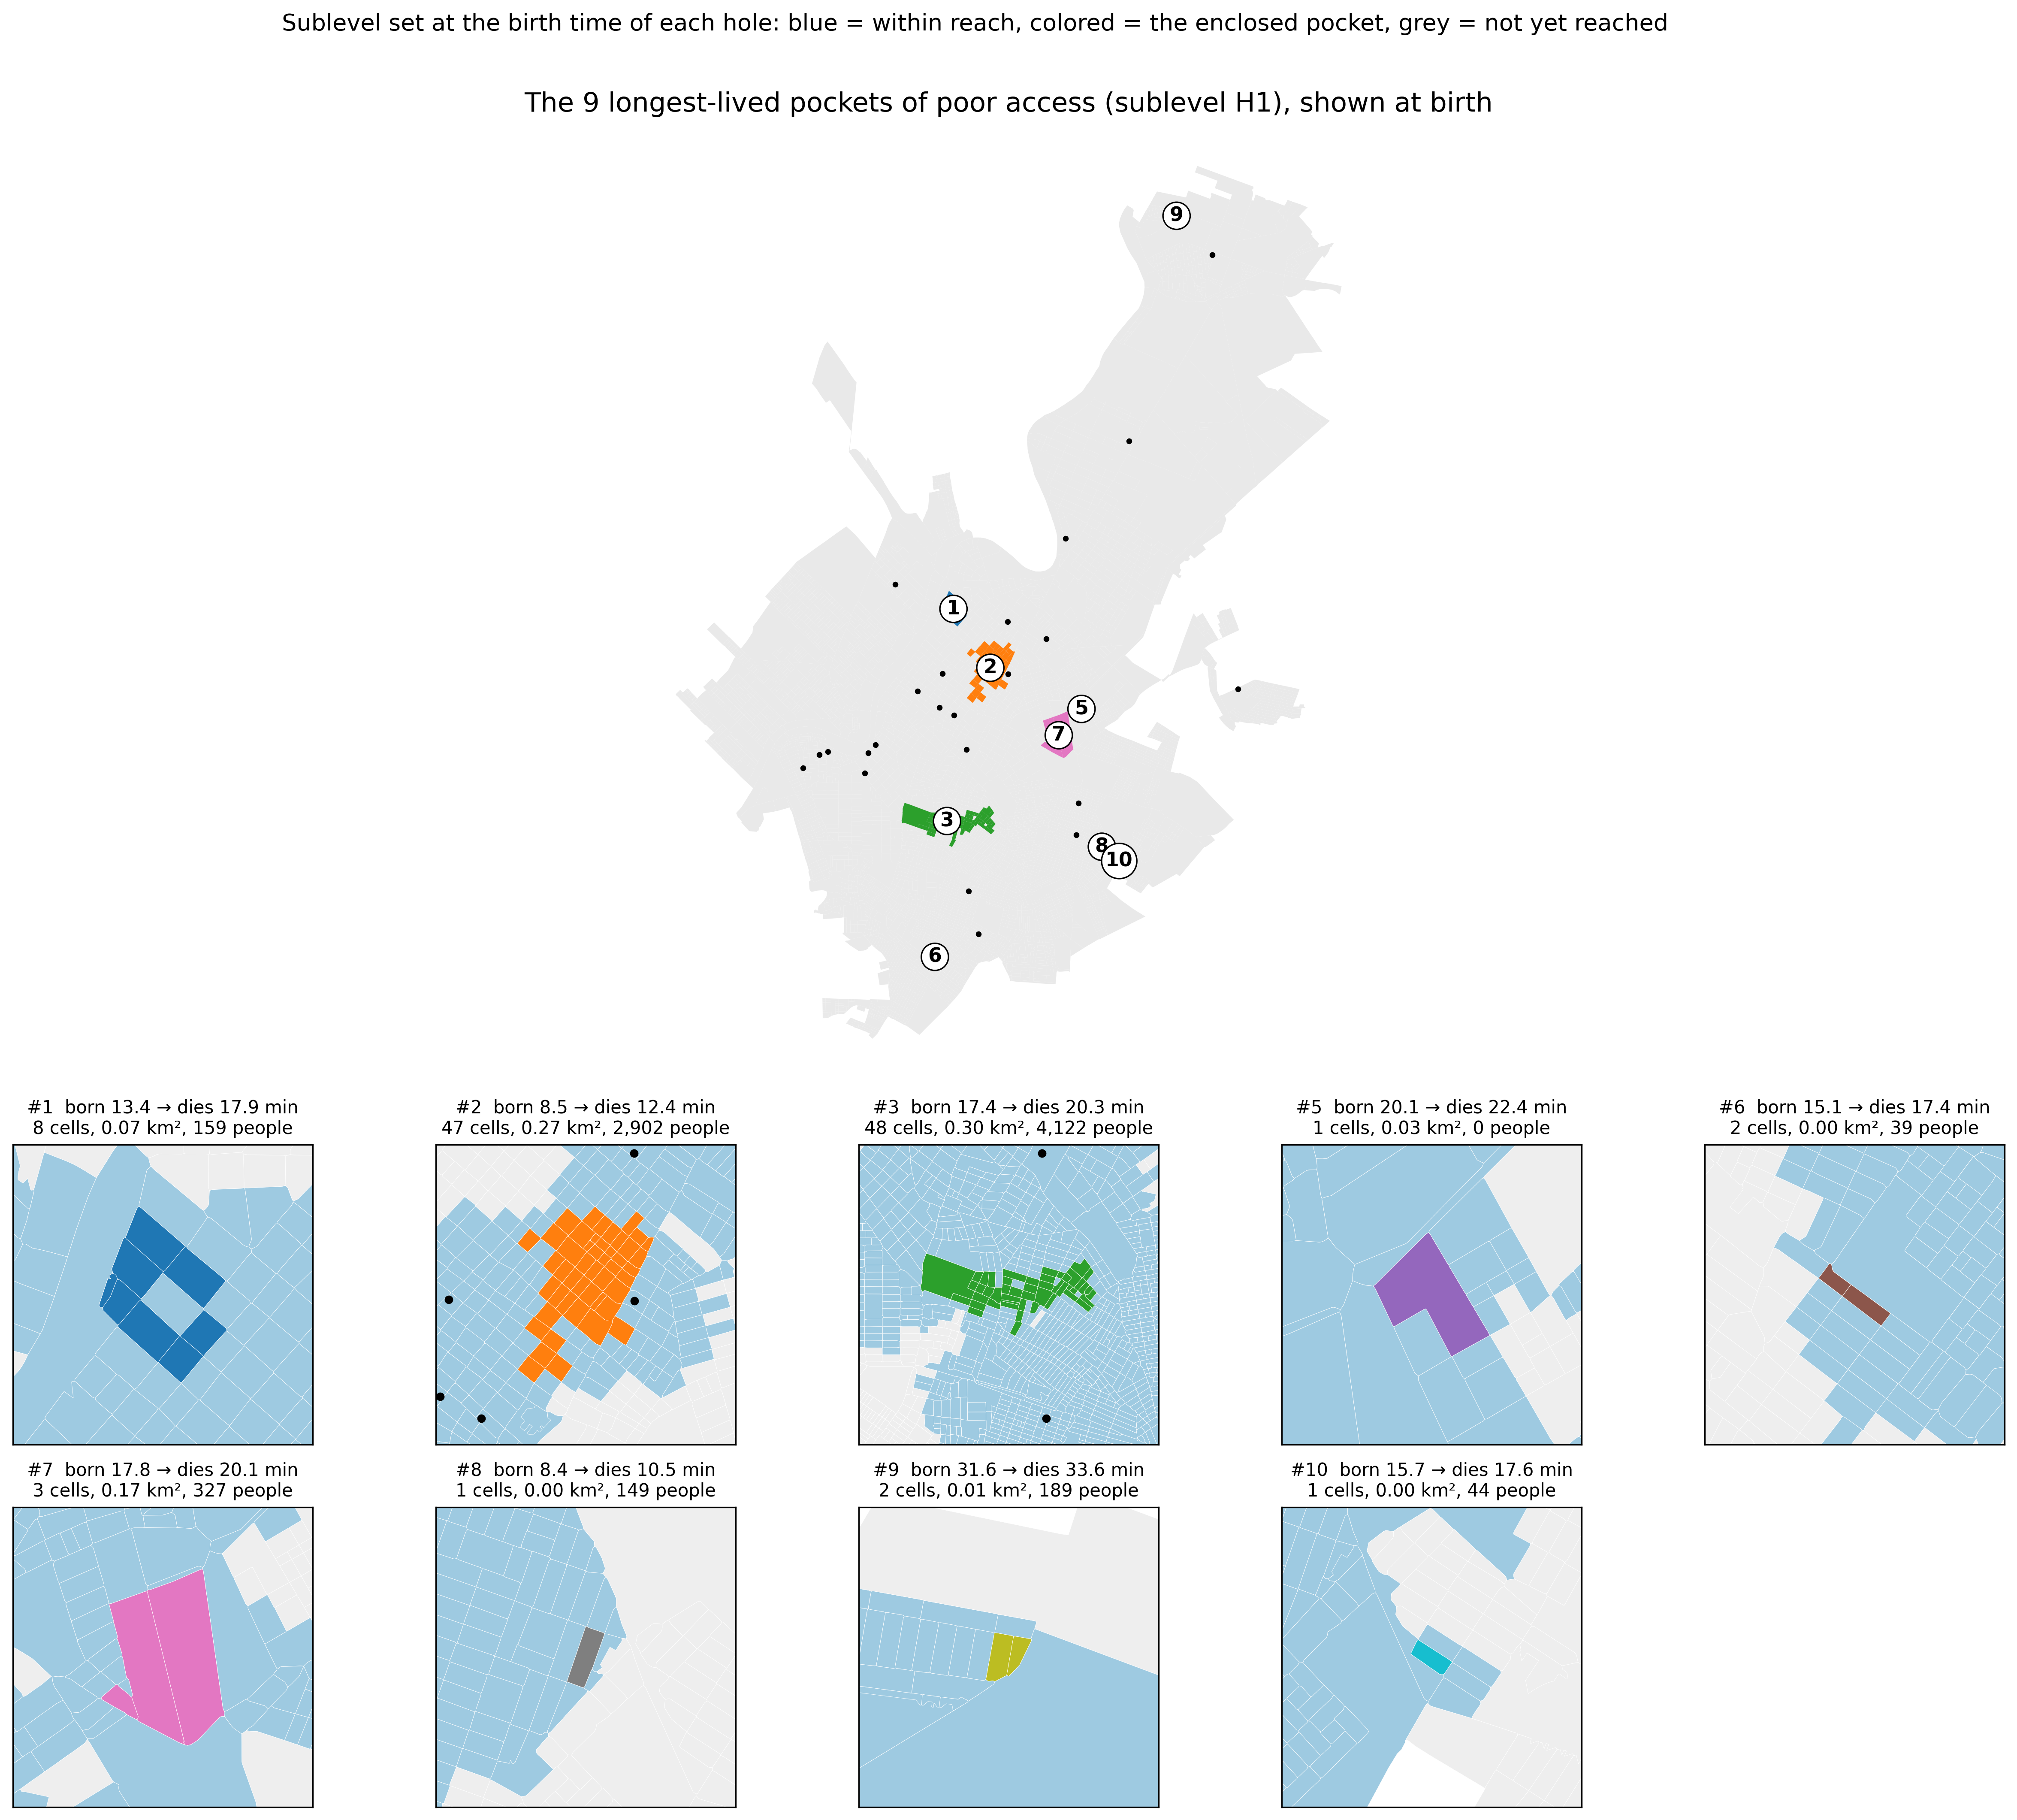 Sublevel set at the birth time of each hole: blue = within reach, colored = the enclosed pocket, grey = not yet reached
The 9 longest-lived pockets of poor access (sublevel H1), shown at birth
9
1
2
5
7
3
8
10
6
#1  born 13.4 → dies 17.9 min
8 cells, 0.07 km², 159 people
#2  born 8.5 → dies 12.4 min
47 cells, 0.27 km², 2,902 people
#3  born 17.4 → dies 20.3 min
48 cells, 0.30 km², 4,122 people
#5  born 20.1 → dies 22.4 min
1 cells, 0.03 km², 0 people
#6  born 15.1 → dies 17.4 min
2 cells, 0.00 km², 39 people
#7  born 17.8 → dies 20.1 min
3 cells, 0.17 km², 327 people
#8  born 8.4 → dies 10.5 min
1 cells, 0.00 km², 149 people
#9  born 31.6 → dies 33.6 min
2 cells, 0.01 km², 189 people
#10  born 15.7 → dies 17.6 min
1 cells, 0.00 km², 44 people